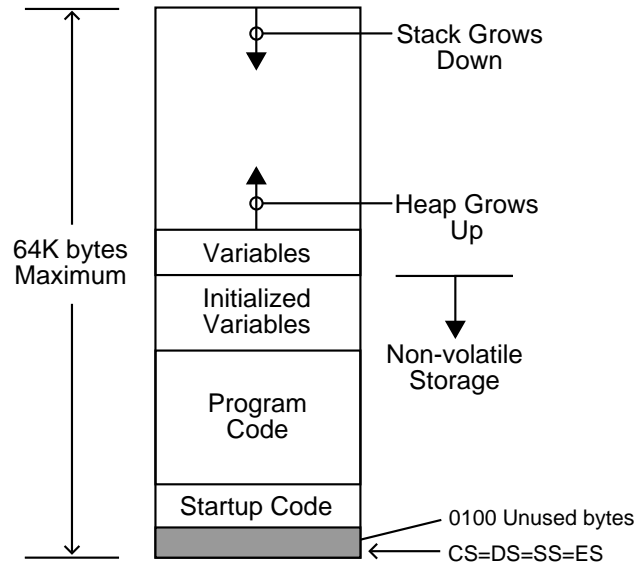 Stack Grows
Down
Heap Grows
Up
64K bytes
Maximum
Variables
Initialized
Variables
Non-volatile
Storage
Program
Code
Startup Code
0100 Unused bytes
CS=DS=SS=ES